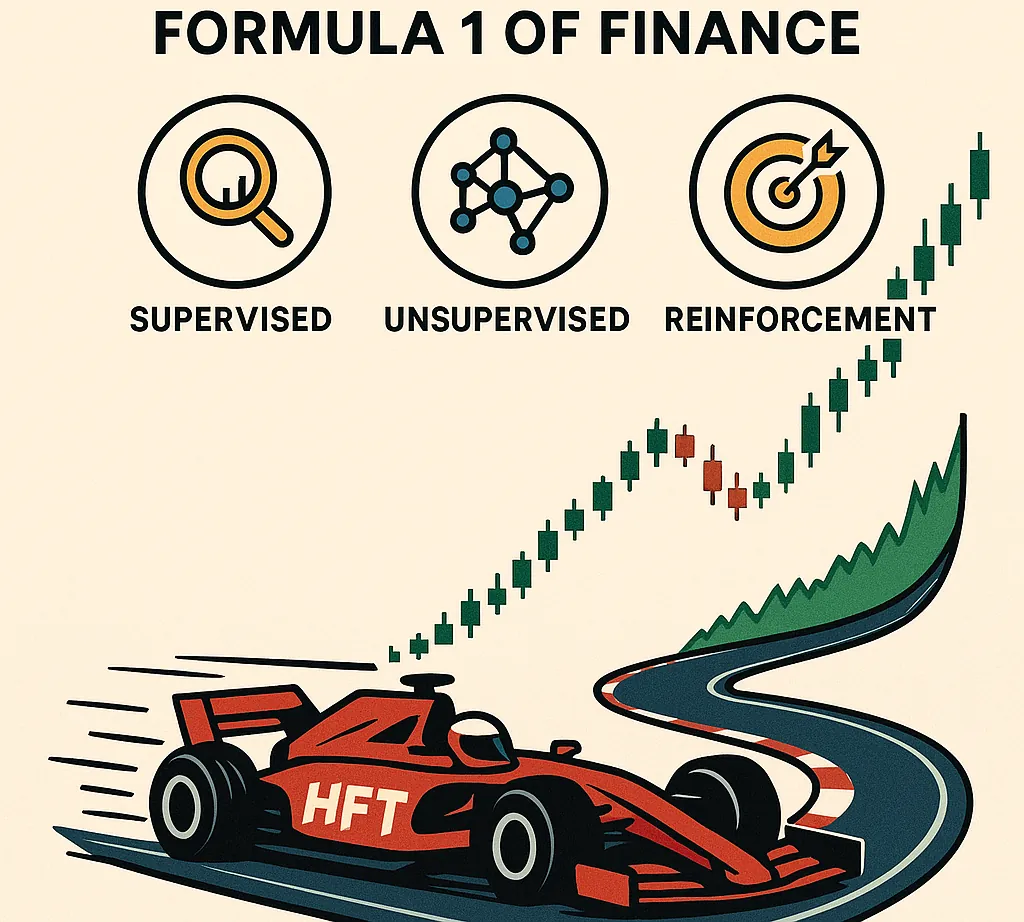 FORMULA 1 OF FINANCE
SUPERVISED
UNSUPERVISED
REINFORCEMENT
HFT